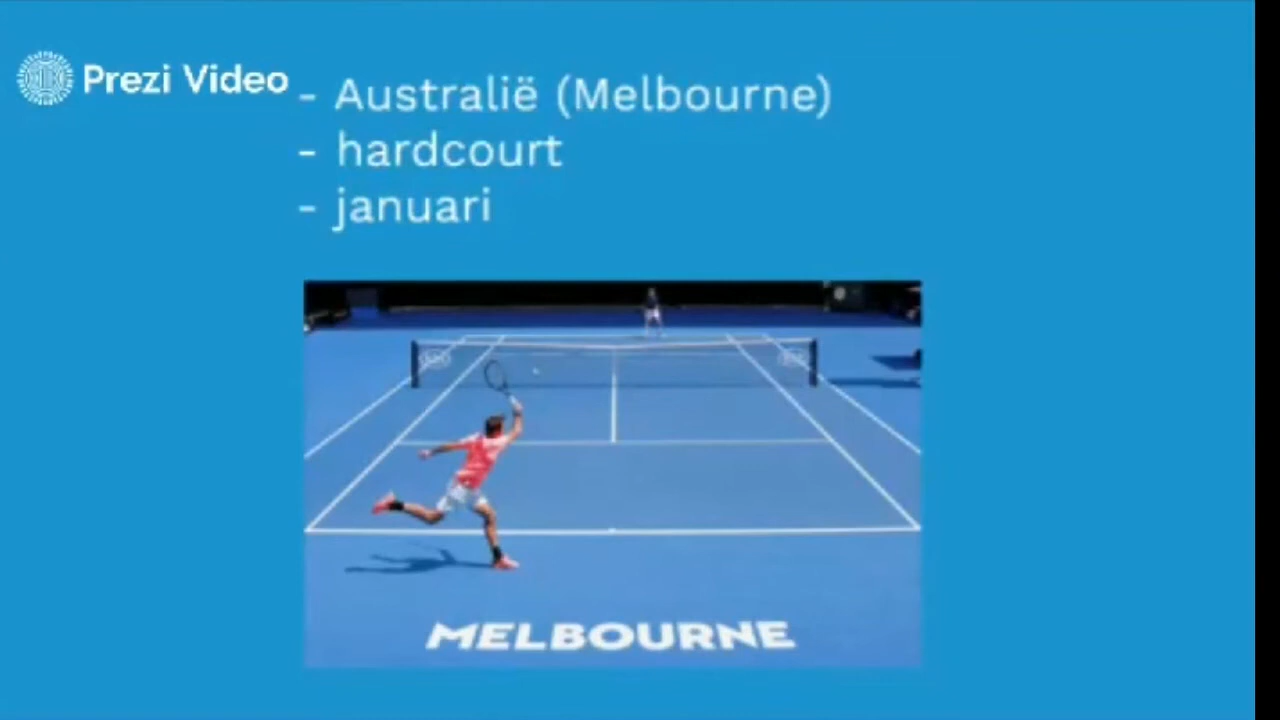 Prezi Video
- Australië (Melbourne)
- hardcourt
- januari
MELBOURNE